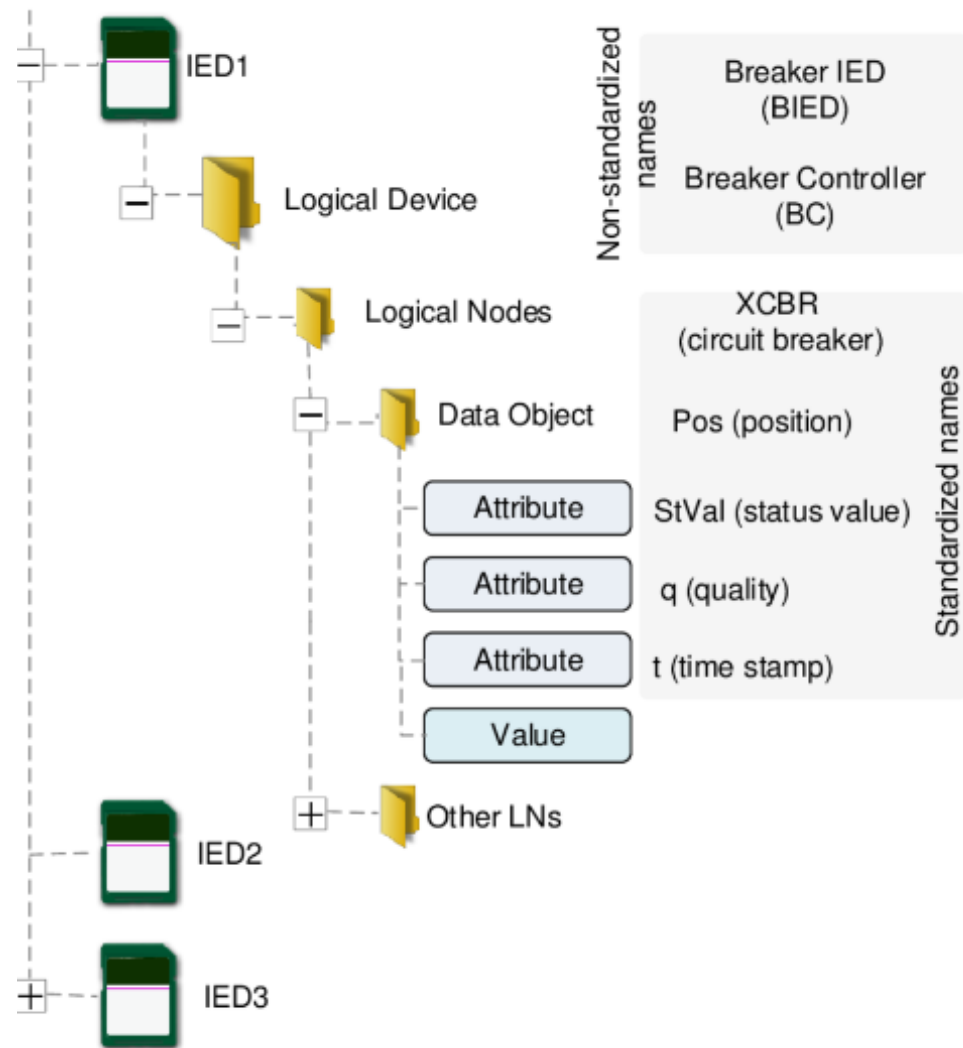 IED1
Non-standardized
names
Breaker IED
(BIED)
Breaker Controller
(BC)
Logical Device
Logical Nodes
XCBR
(circuit breaker)
Data Object
Pos (position)
Attribute
StVal (status value)
Attribute
q (quality)
Attribute
t (time stamp)
Value
Standardized names
Other LNs
IED2
IED3